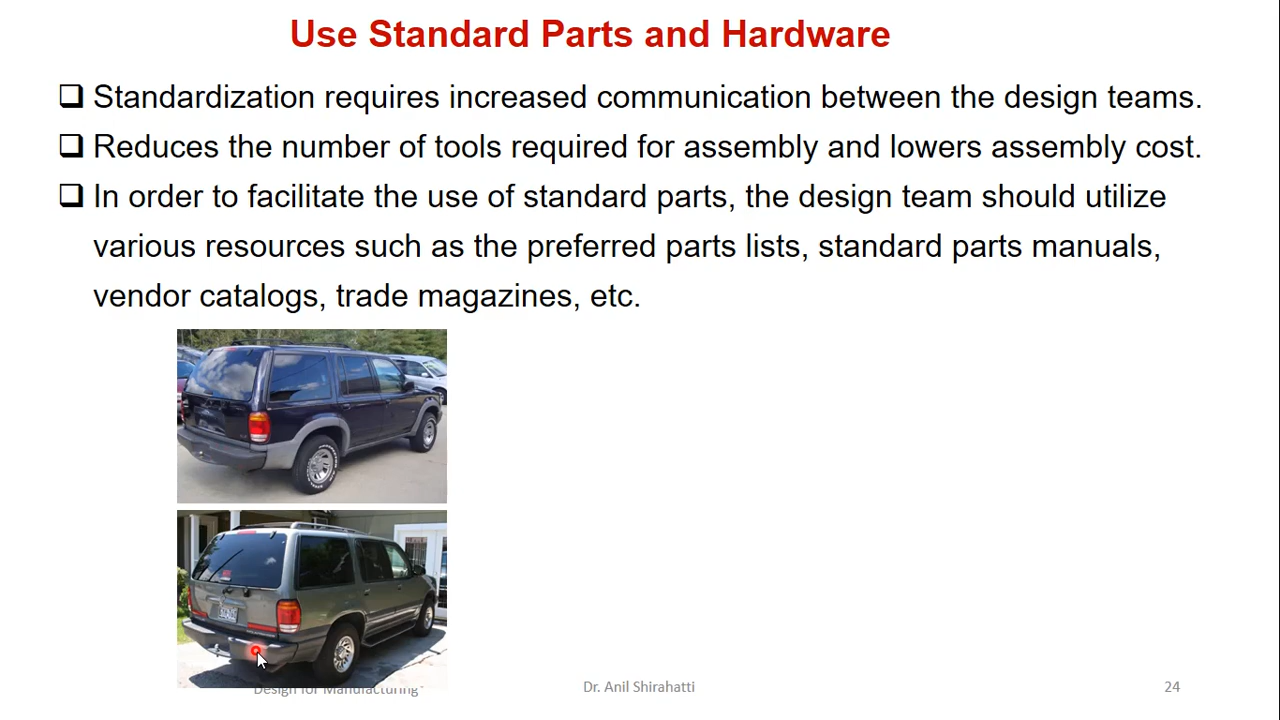 Use Standard Parts and Hardware
❑ Standardization requires increased communication between the design teams.
❑ Reduces the number of tools required for assembly and lowers assembly cost.
❑ In order to facilitate the use of standard parts, the design team should utilize
various resources such as the preferred parts lists, standard parts manuals,
vendor catalogs, trade magazines, etc.
Design for Manufacturing
Dr. Anil Shirahatti
24